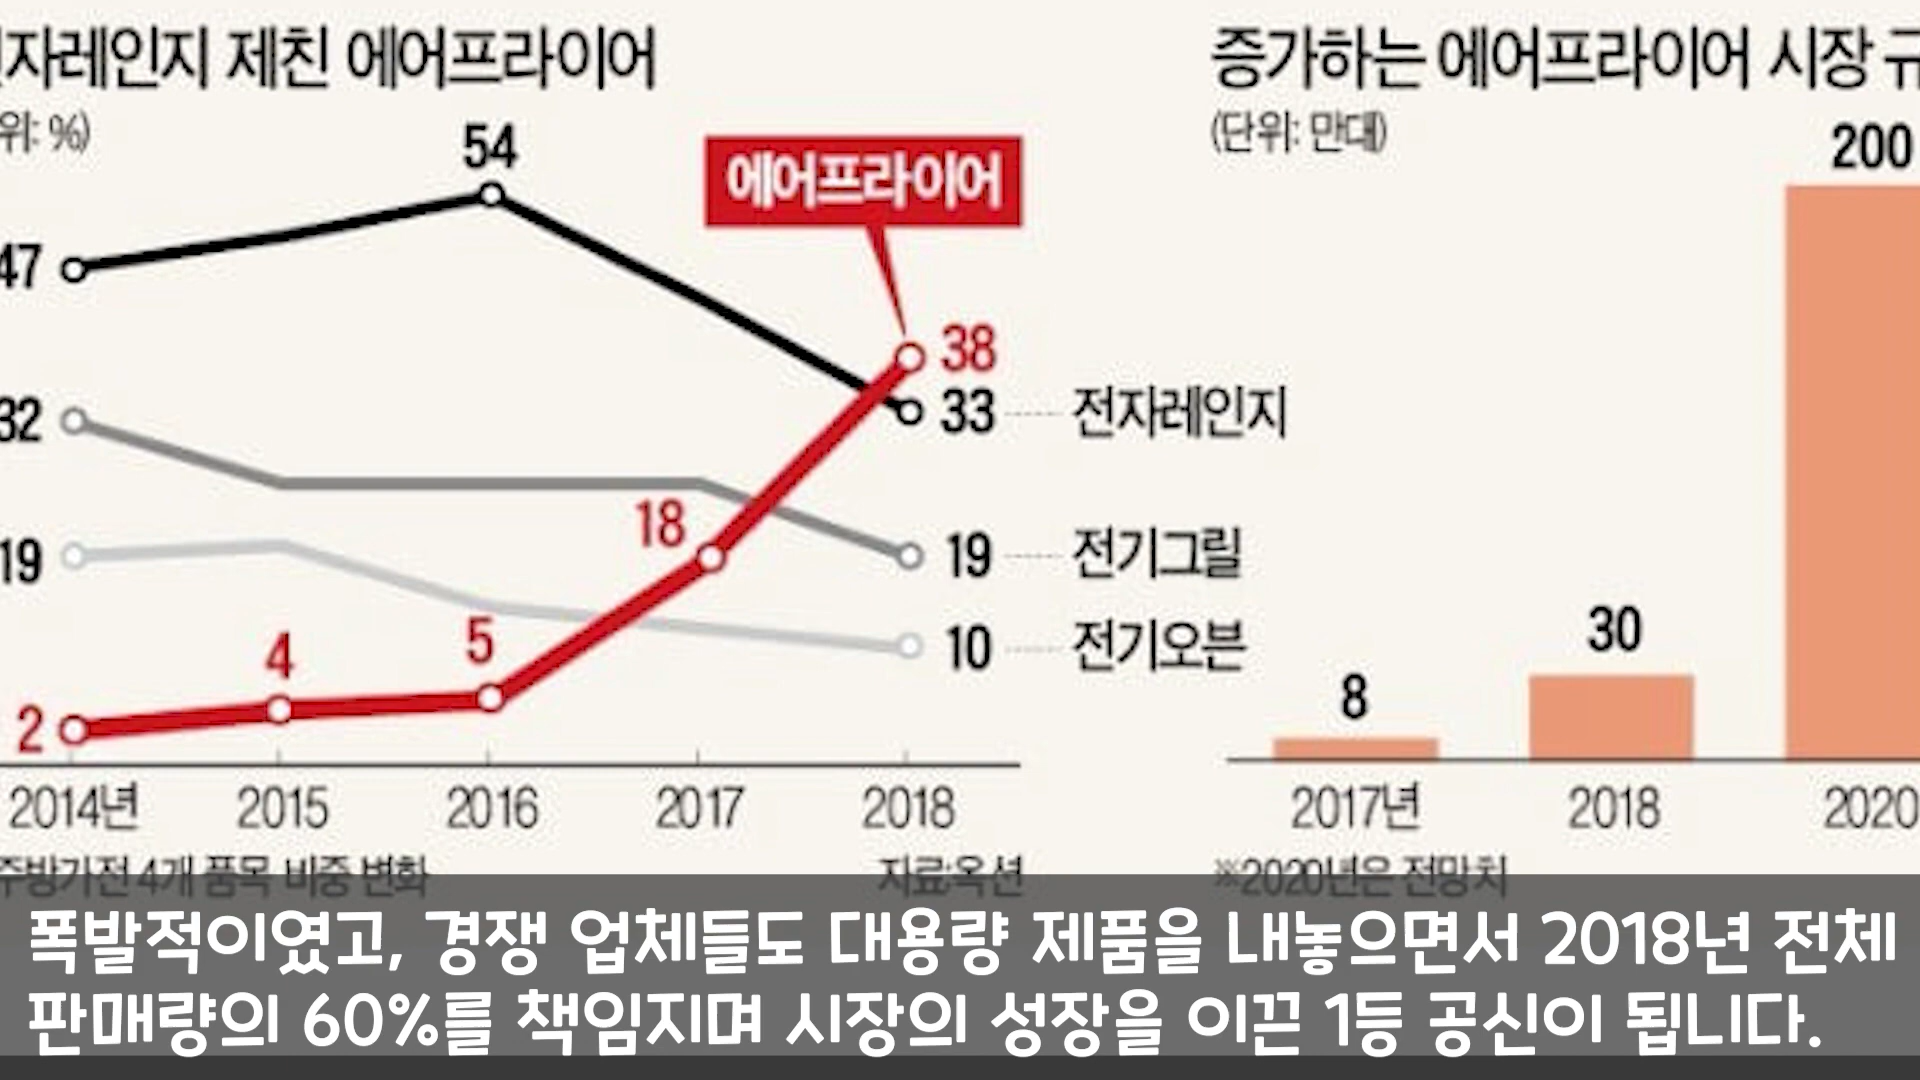 자레인지 제친 에어프라이어
위: %)
54
에어프라이어
47
38
33 전자레인지
32
18
19 전기그릴
19
4
5
10 전기오븐
2
2014년 2015 2016 2017 2018
주방가전 4개 품목 비중 변화 자료:옥션
증가하는 에어프라이어 시장
(단위: 만대)
200
30
8
2017년 2018 2020
※2020년은 전망치
폭발적이였고, 경쟁 업체들도 대용량 제품을 내놓으면서 2018년 전체
판매량의 60%를 책임지며 시장의 성장을 이끈 1등 공신이 됩니다.